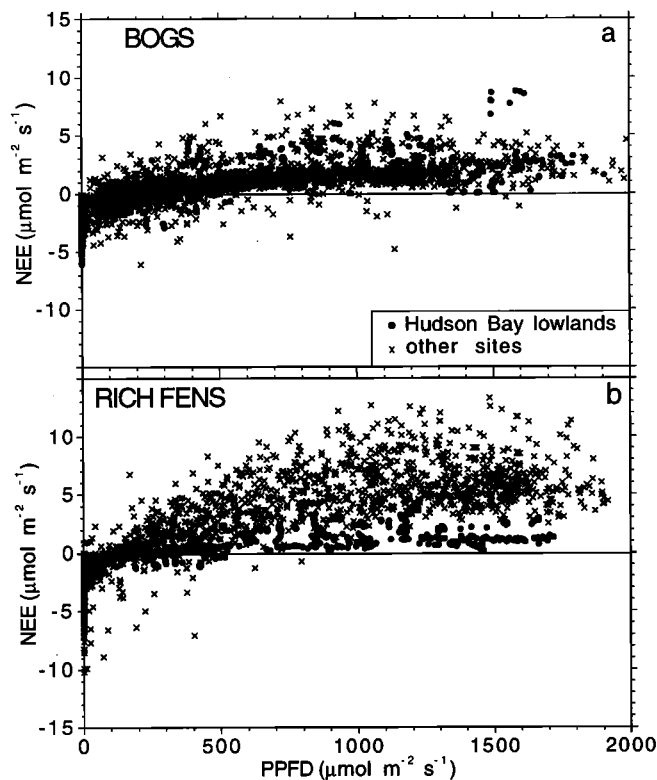 15
BOGS
a
10
5
0
-5
-10
NEE (μmol m⁻² s⁻¹)
● Hudson Bay lowlands
× other sites
RICH FENS
b
10
5
0
-5
-10
-15
NEE (μmol m⁻² s⁻¹)
0 500 1000 1500 2000
PPFD (μmol m⁻² s⁻¹)